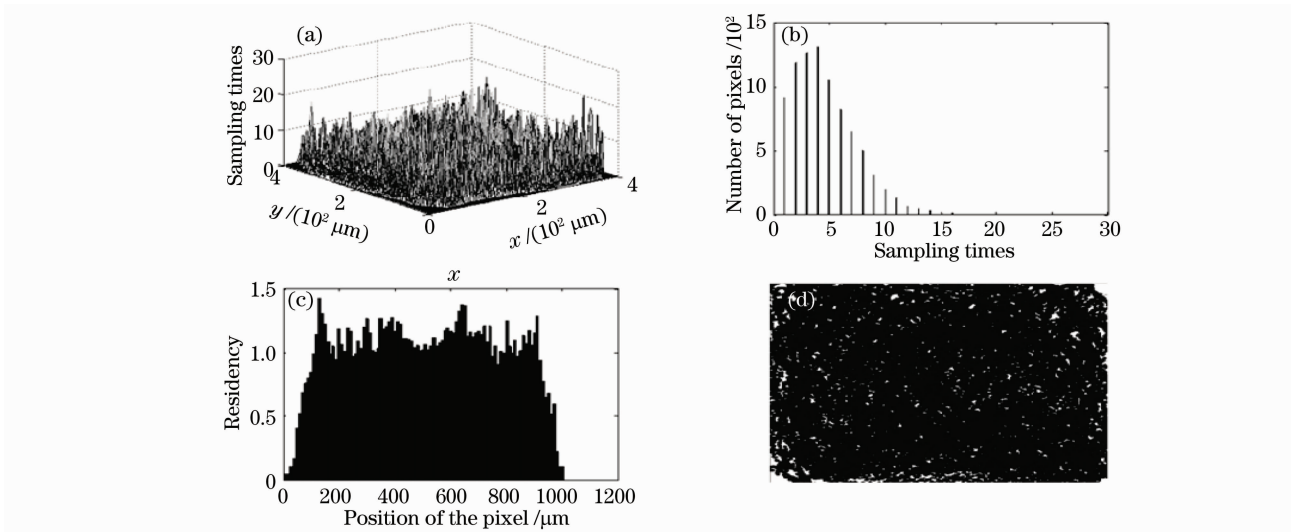 (a)
30
20
10
0
Sampling times
4
2
0
y /(10² μm)
2
4
x /(10² μm)
(b)
15
10
5
0
Number of pixels /10²
0 5 10 15 20 25 30
Sampling times
x
(c)
1.5
1.0
0.5
0
Residency
0 200 400 600 800 1000 1200
Position of the pixel /μm
(d)